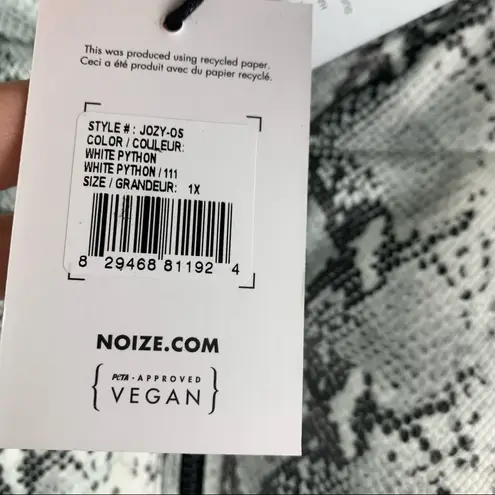 This was produced using recycled paper.
Ceci a été produit avec du papier recyclé.
STYLE # : JOZY-OS
COLOR / COULEUR:
WHITE PYTHON
WHITE PYTHON / 111
SIZE / GRANDEUR: 1X
8 29468 81192 4
NOIZE.COM
PeTA - APPROVED
VEGAN